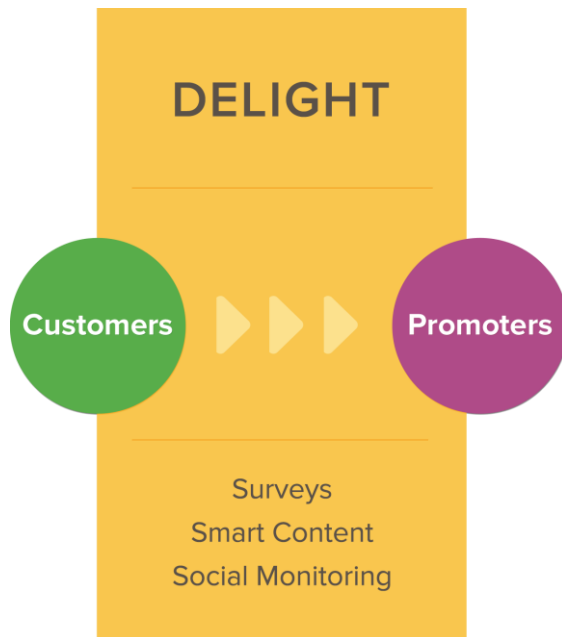 DELIGHT
Customers
Promoters
Surveys
Smart Content
Social Monitoring